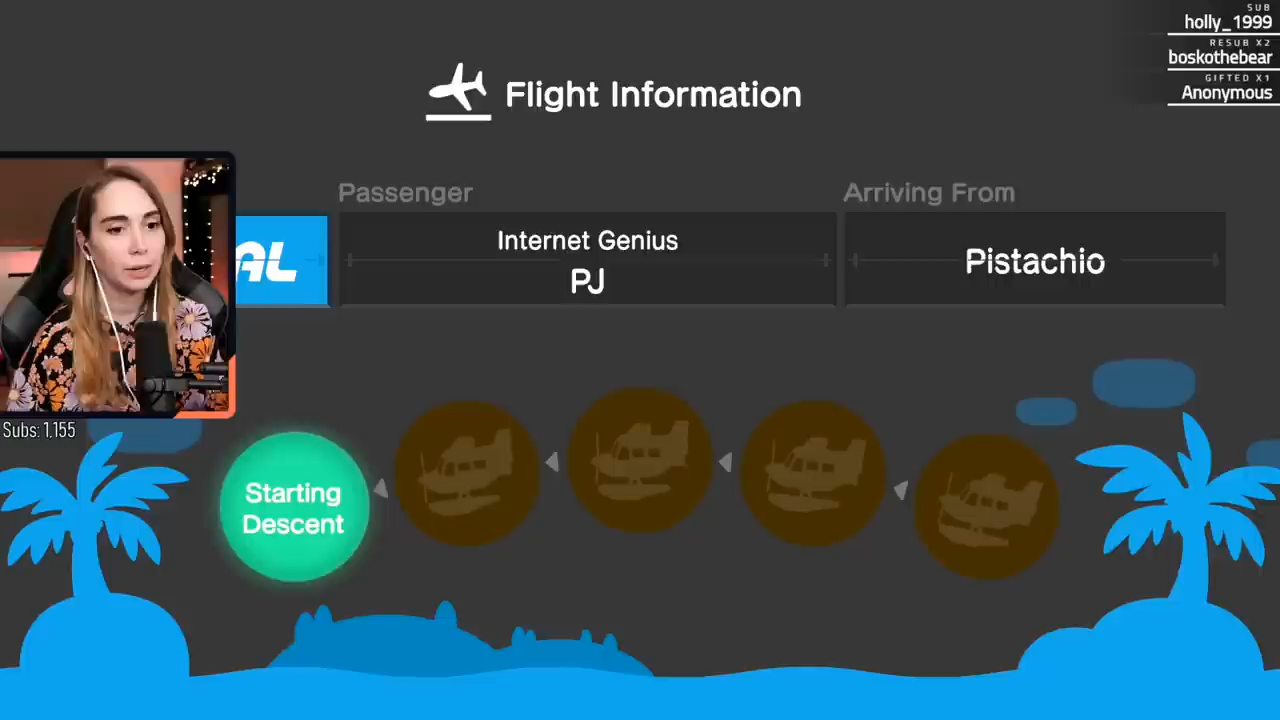 SUB
holly_1999
RESUB X2
boskothebear
GIFTED X1
Anonymous
Flight Information
Passenger
Arriving From
AL
Internet Genius
PJ
Pistachio
Subs: 1,155
Starting
Descent